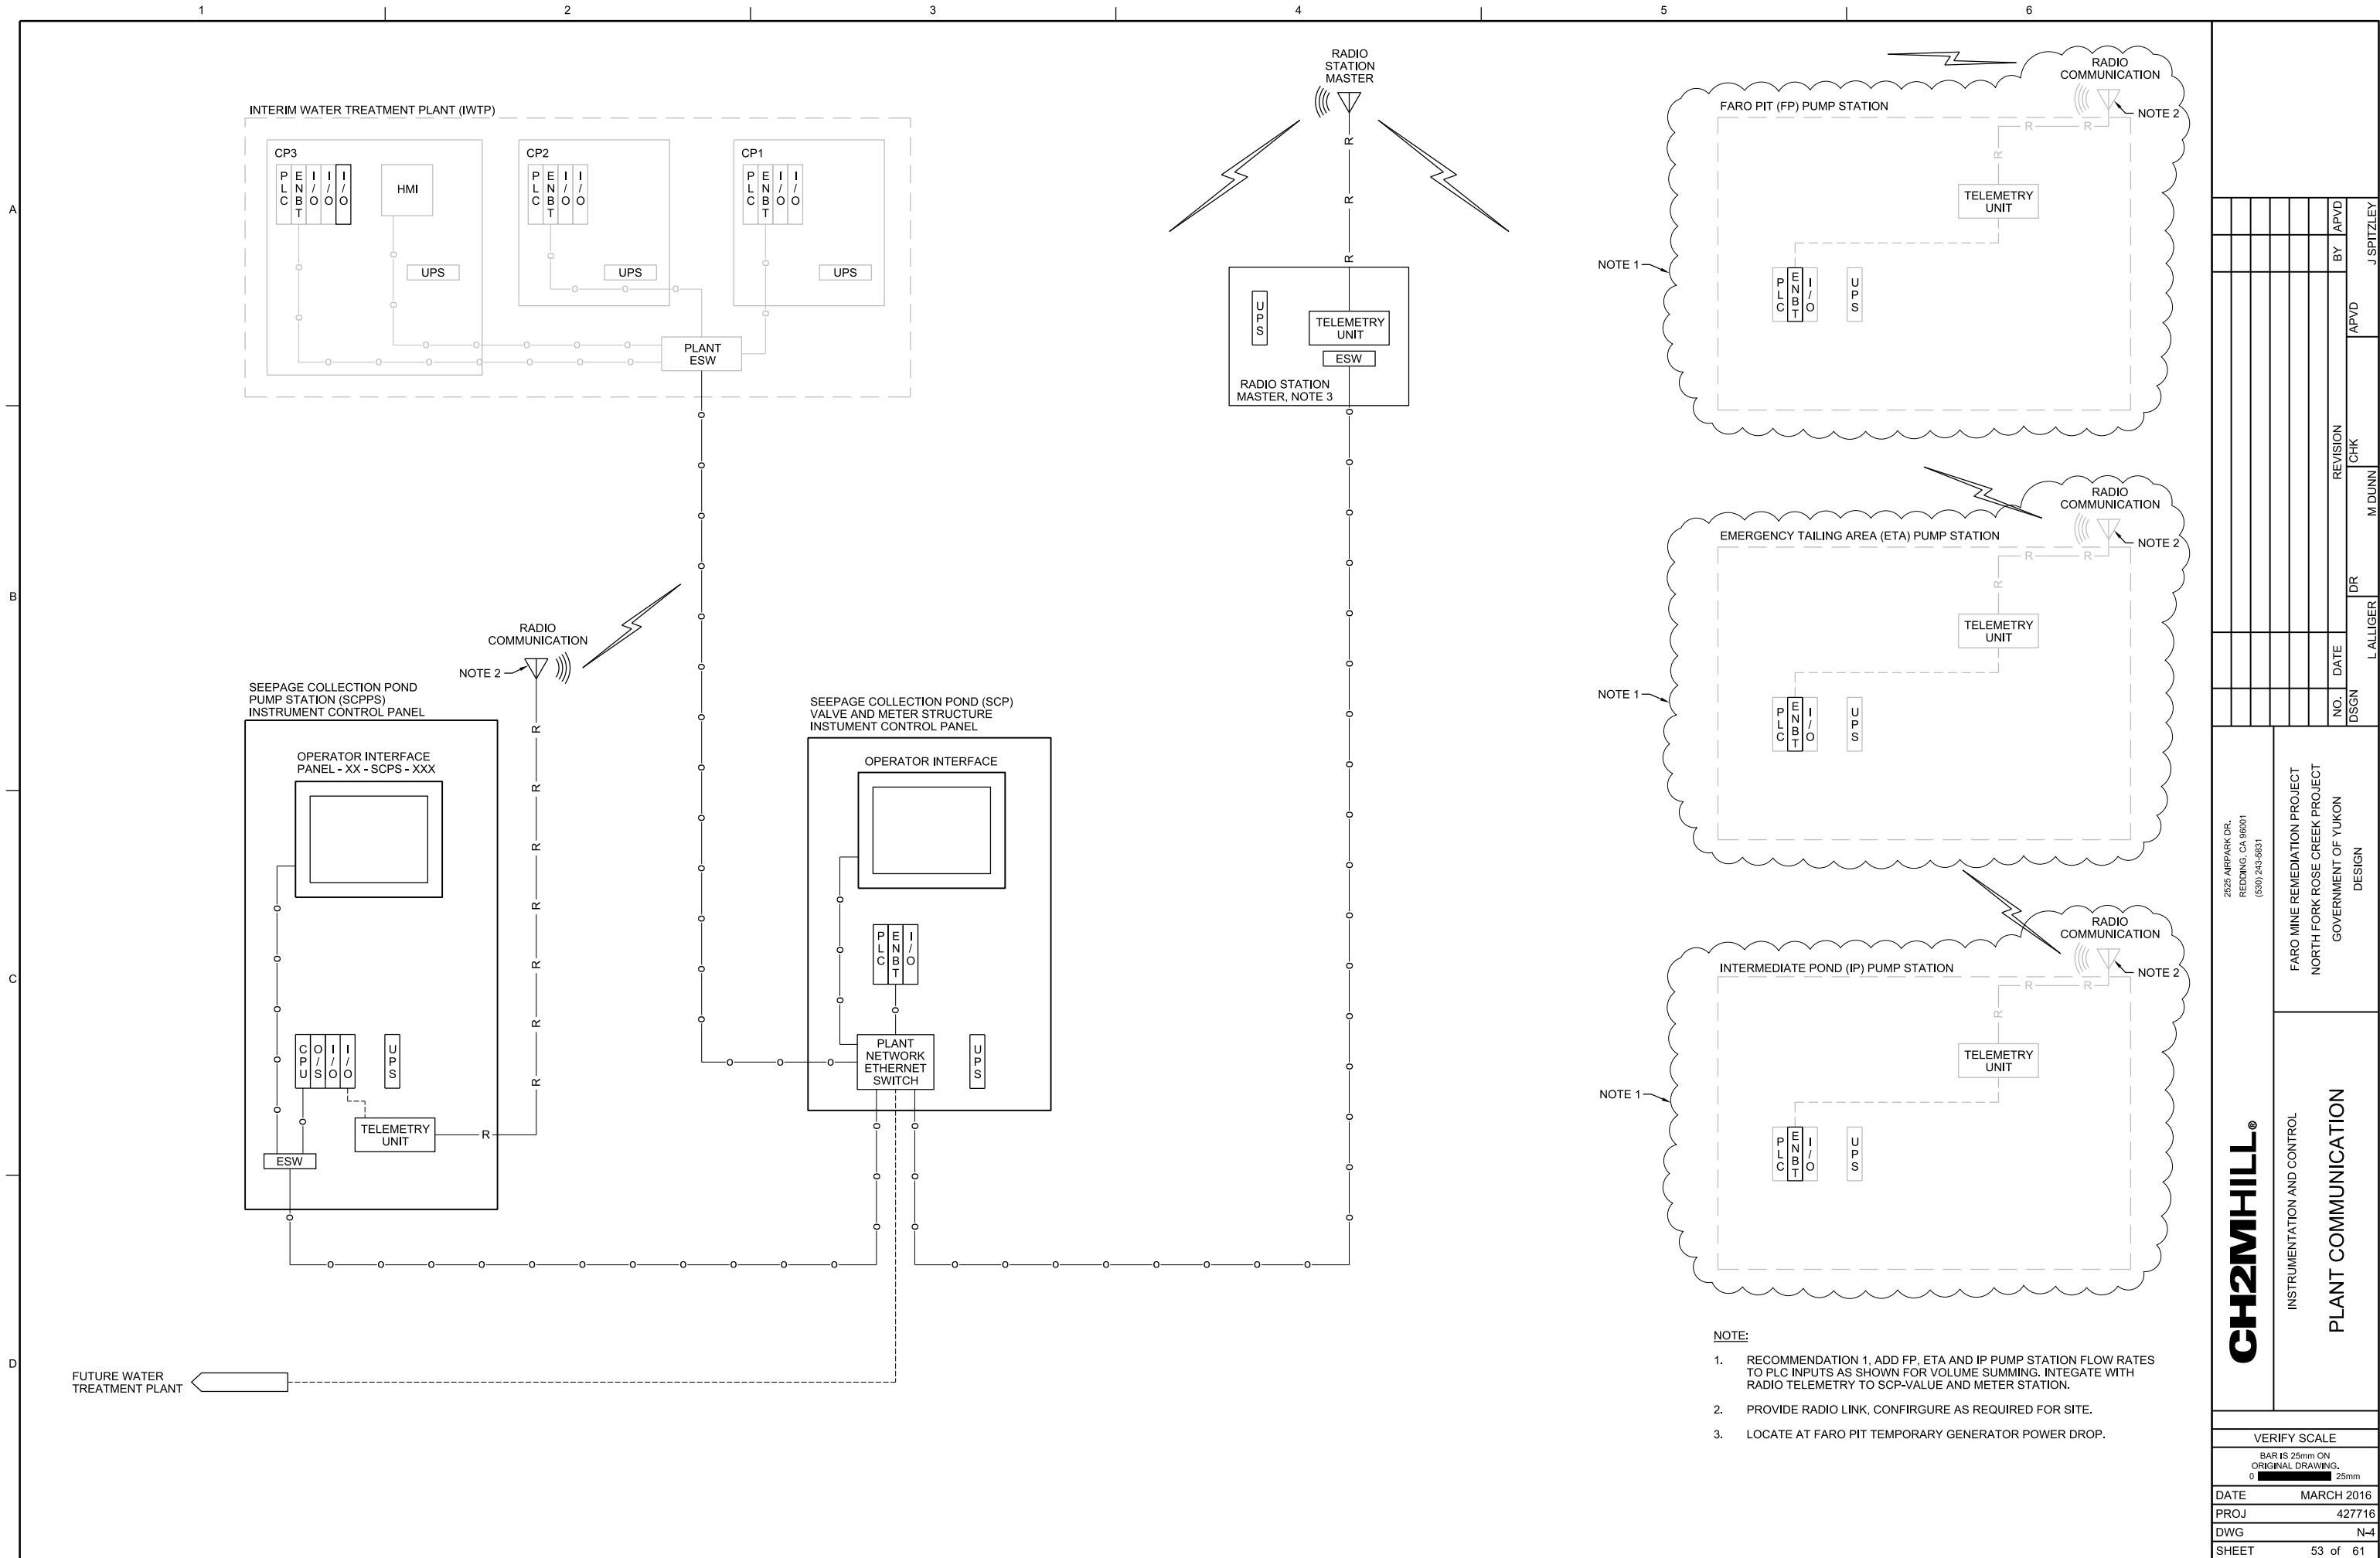 1
2
3
4
5
6
A
B
C
D
INTERIM WATER TREATMENT PLANT (IWTP)
CP3
PLC
ENBT
I/O
I/O
I/O
HMI
UPS
CP2
PLC
ENBT
I/O
I/O
UPS
CP1
PLC
ENBT
I/O
I/O
UPS
PLANT
ESW
RADIO
STATION
MASTER
R
R
R
UPS
TELEMETRY
UNIT
ESW
RADIO STATION
MASTER, NOTE 3
RADIO
COMMUNICATION
NOTE 2
SEEPAGE COLLECTION POND
PUMP STATION (SCPPS)
INSTRUMENT CONTROL PANEL
OPERATOR INTERFACE
PANEL - XX - SCPS - XXX
CPU
O/S
I/O
I/O
UPS
TELEMETRY
UNIT
ESW
R
R
R
R
R
R
R
R
SEEPAGE COLLECTION POND (SCP)
VALVE AND METER STRUCTURE
INSTUMENT CONTROL PANEL
OPERATOR INTERFACE
PLC
ENBT
I/O
PLANT
NETWORK
ETHERNET
SWITCH
UPS
FUTURE WATER
TREATMENT PLANT
RADIO
COMMUNICATION
FARO PIT (FP) PUMP STATION
NOTE 2
R
R
R
TELEMETRY
UNIT
NOTE 1
PLC
ENBT
I/O
UPS
RADIO
COMMUNICATION
EMERGENCY TAILING AREA (ETA) PUMP STATION
NOTE 2
R
R
R
TELEMETRY
UNIT
NOTE 1
PLC
ENBT
I/O
UPS
RADIO
COMMUNICATION
INTERMEDIATE POND (IP) PUMP STATION
NOTE 2
R
R
R
TELEMETRY
UNIT
NOTE 1
PLC
ENBT
I/O
UPS
NOTE:
1. RECOMMENDATION 1, ADD FP, ETA AND IP PUMP STATION FLOW RATES
TO PLC INPUTS AS SHOWN FOR VOLUME SUMMING. INTEGATE WITH
RADIO TELEMETRY TO SCP-VALUE AND METER STATION.
2. PROVIDE RADIO LINK, CONFIRGURE AS REQUIRED FOR SITE.
3. LOCATE AT FARO PIT TEMPORARY GENERATOR POWER DROP.
NO. DATE REVISION BY APVD
DSGN DR CHK APVD
L ALLIGER M DUNN J SPITZLEY
2525 AIRPARK DR.
REDDING, CA 96001
(530) 243-5831
FARO MINE REMEDIATION PROJECT
NORTH FORK ROSE CREEK PROJECT
GOVERNMENT OF YUKON
DESIGN
CH2MHILL®
INSTRUMENTATION AND CONTROL
PLANT COMMUNICATION
VERIFY SCALE
BAR IS 25mm ON
ORIGINAL DRAWING.
0 25mm
DATE MARCH 2016
PROJ 427716
DWG N-4
SHEET 53 of 61